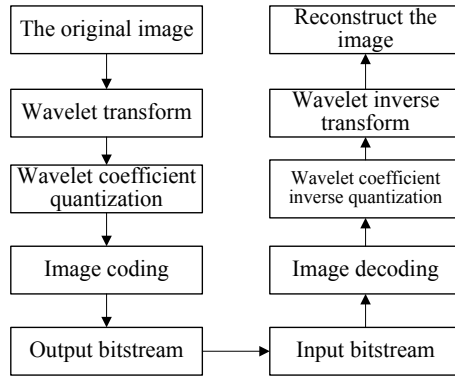 The original image
Wavelet transform
Wavelet coefficient
quantization
Image coding
Output bitstream
Reconstruct the
image
Wavelet inverse
transform
Wavelet coefficient
inverse quantization
Image decoding
Input bitstream